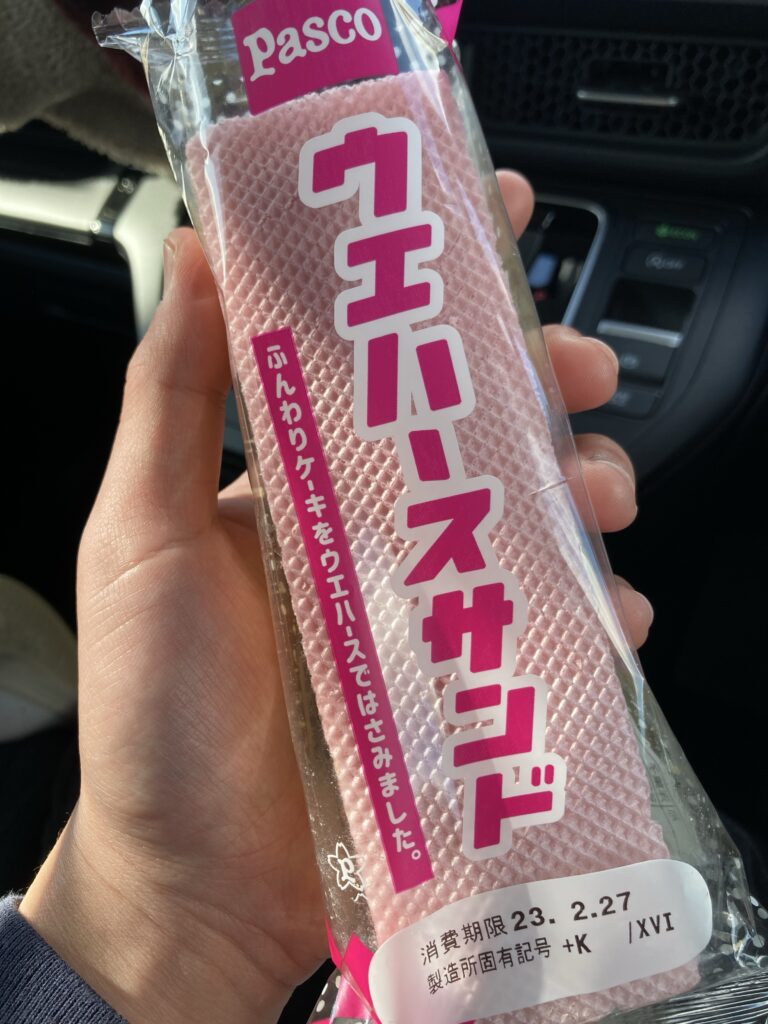 Pasco
ウエハースサンド
ふんわりケーキをウエハースではさみました。
消費期限 23. 2.27
製造所固有記号 +K /XVI